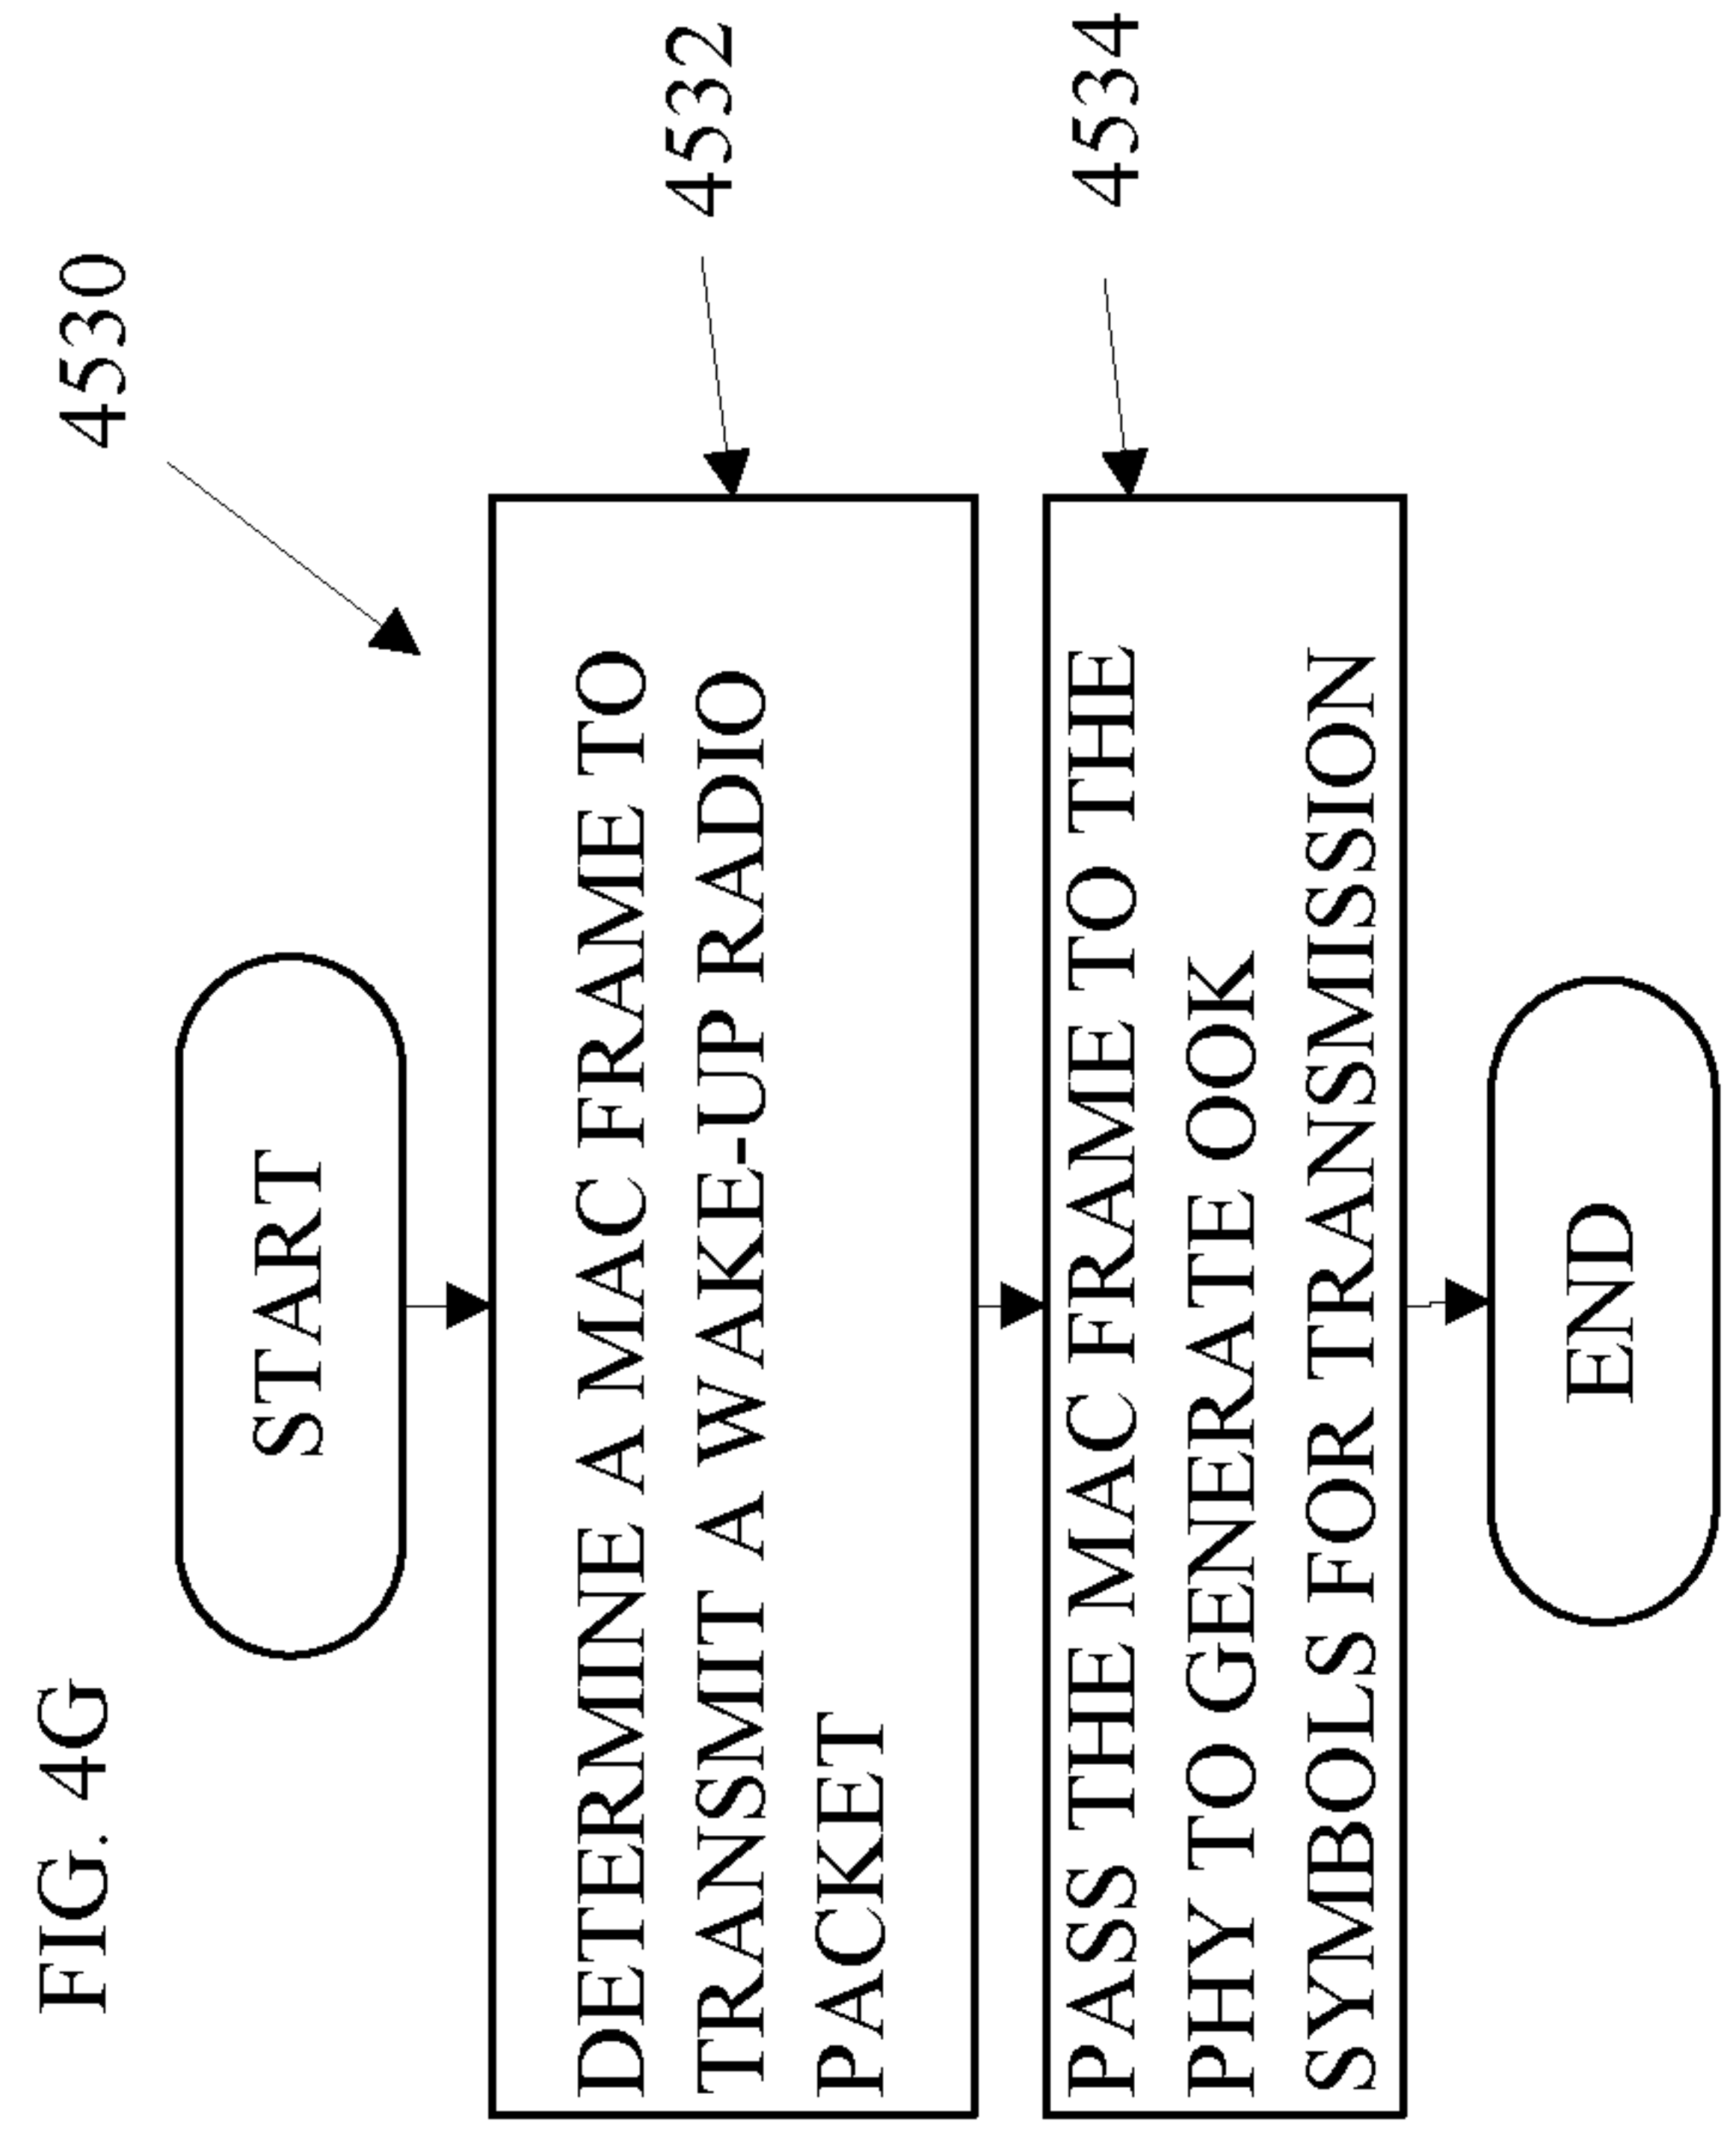 FIG. 4G
4530
START
DETERMINE A MAC FRAME TO
TRANSMIT A WAKE-UP RADIO
PACKET
4532
PASS THE MAC FRAME TO THE
PHY TO GENERATE OOK
SYMBOLS FOR TRANSMISSION
4534
END